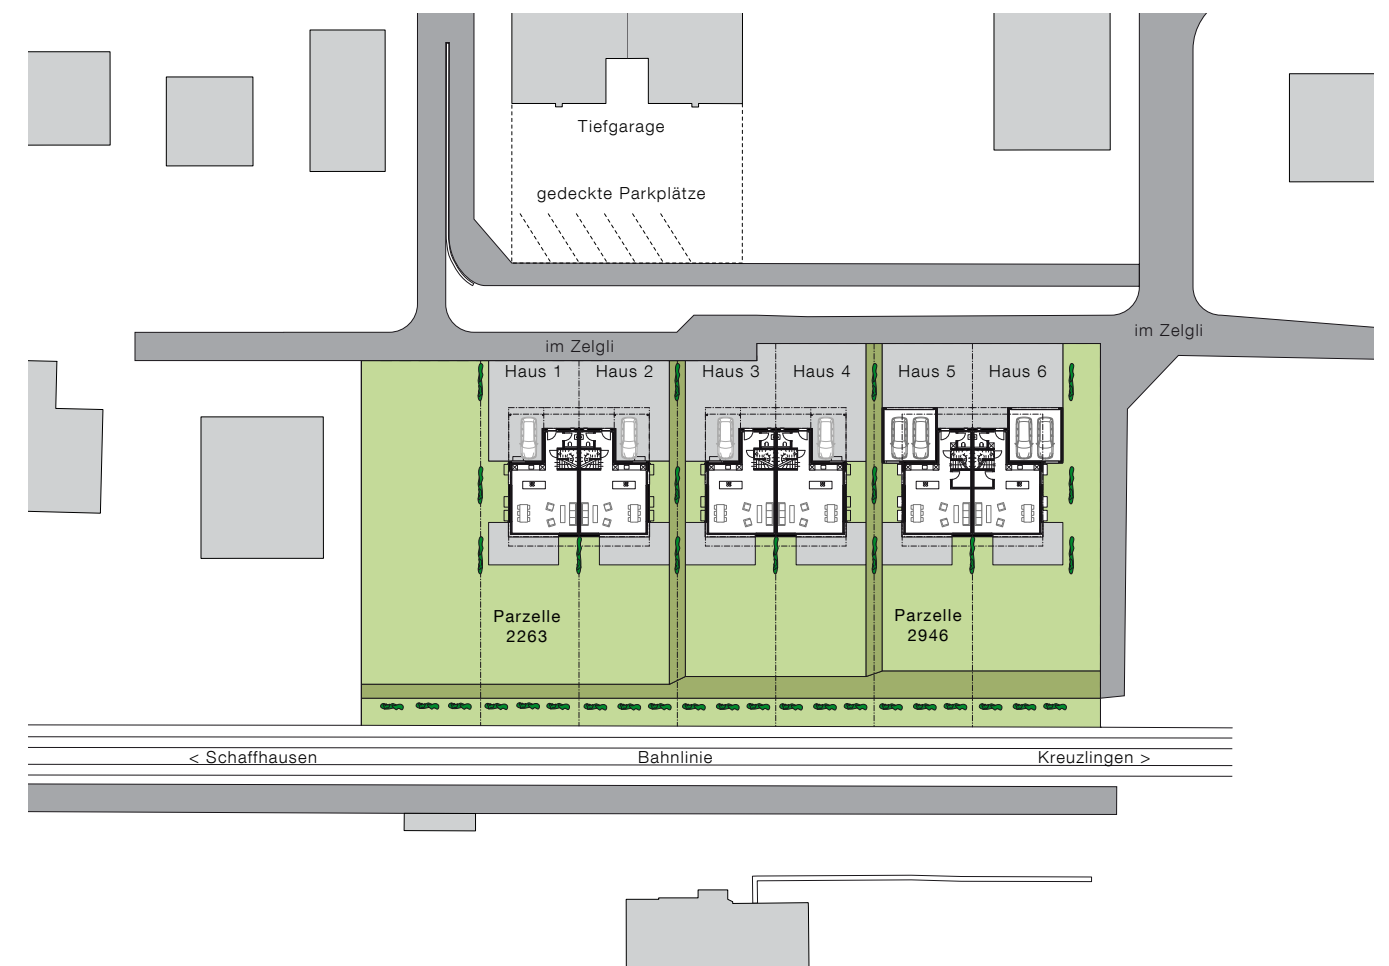 Tiefgarage
gedeckte Parkplätze
im Zelgli
im Zelgli
Haus 1
Haus 2
Haus 3
Haus 4
Haus 5
Haus 6
Parzelle
2263
Parzelle
2946
< Schaffhausen
Bahnlinie
Kreuzlingen >